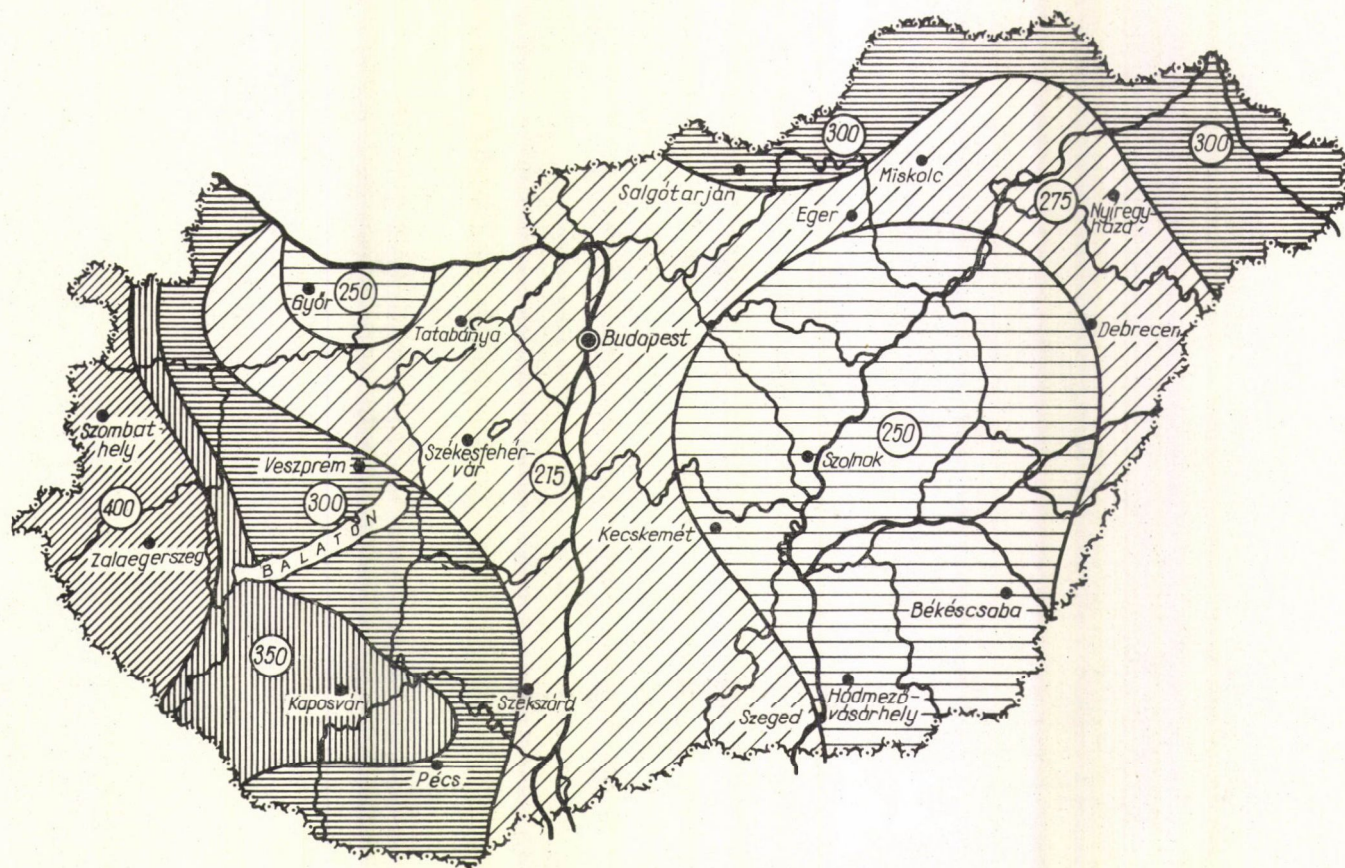 300
300
Miskolc
Salgótarján
275
Nyíregy-
háza
Eger
Győr
250
Tatabánya
Budapest
Debrecen
Szombat
hely
Veszprém
Székesfehér-
vár
215
250
Szolnok
400
300
Kecskemét
Zalaegerszeg
BALATON
Békéscsaba
350
Kaposvár
Szekszárd
Szeged
Hódmező-
vásárhely
Pécs